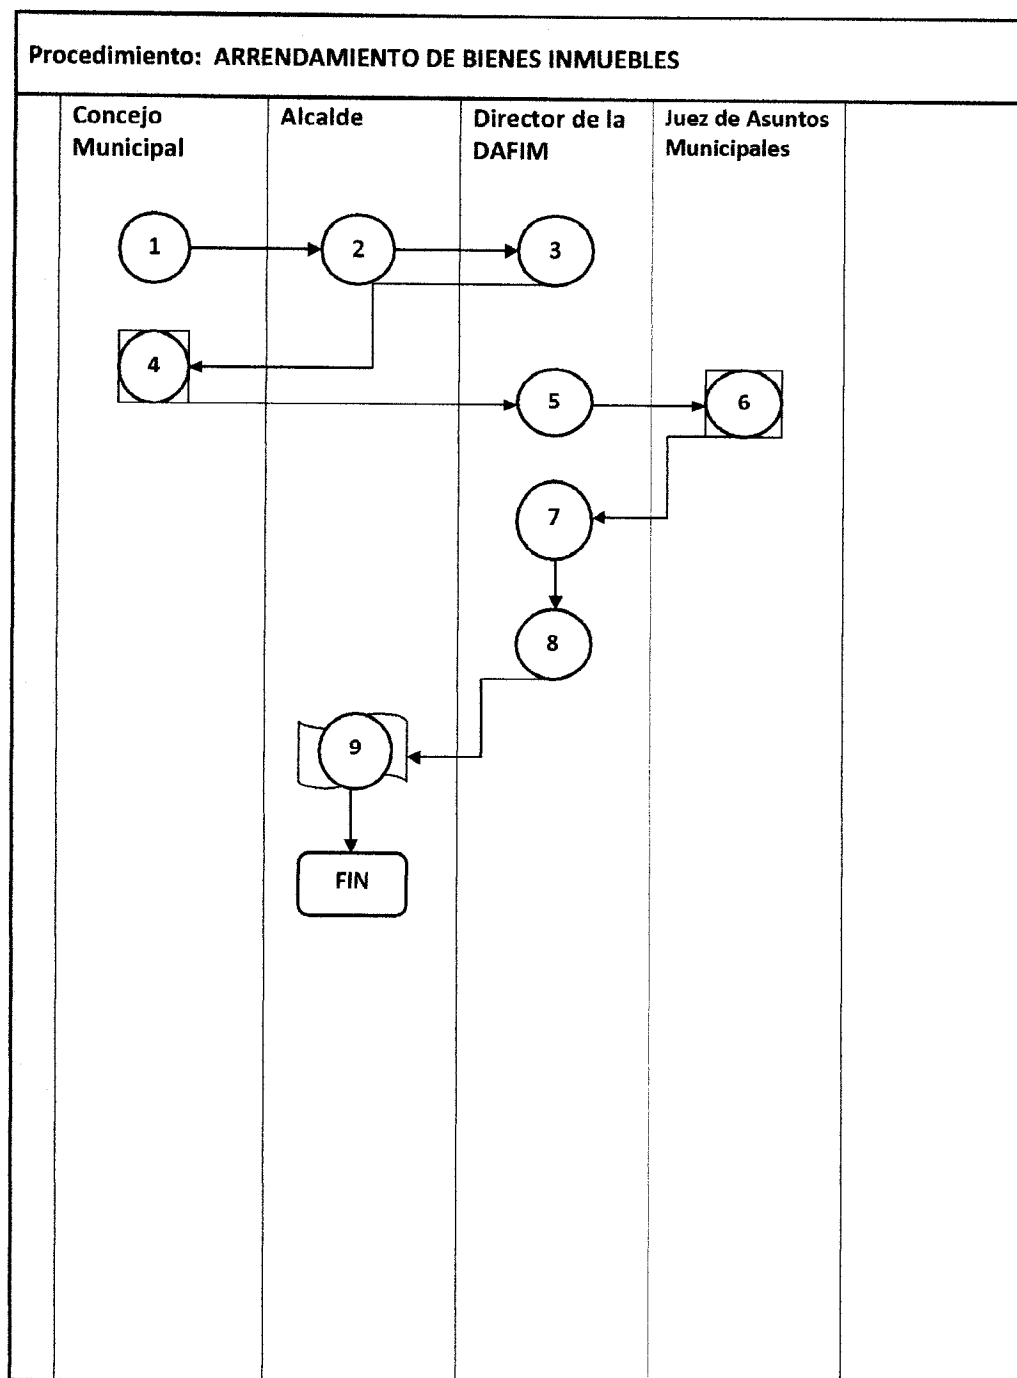 Procedimiento: ARRENDAMIENTO DE BIENES INMUEBLES
Concejo
Municipal
Alcalde
Director de la
DAFIM
Juez de Asuntos
Municipales
1
2
3
4
5
6
7
8
9
FIN